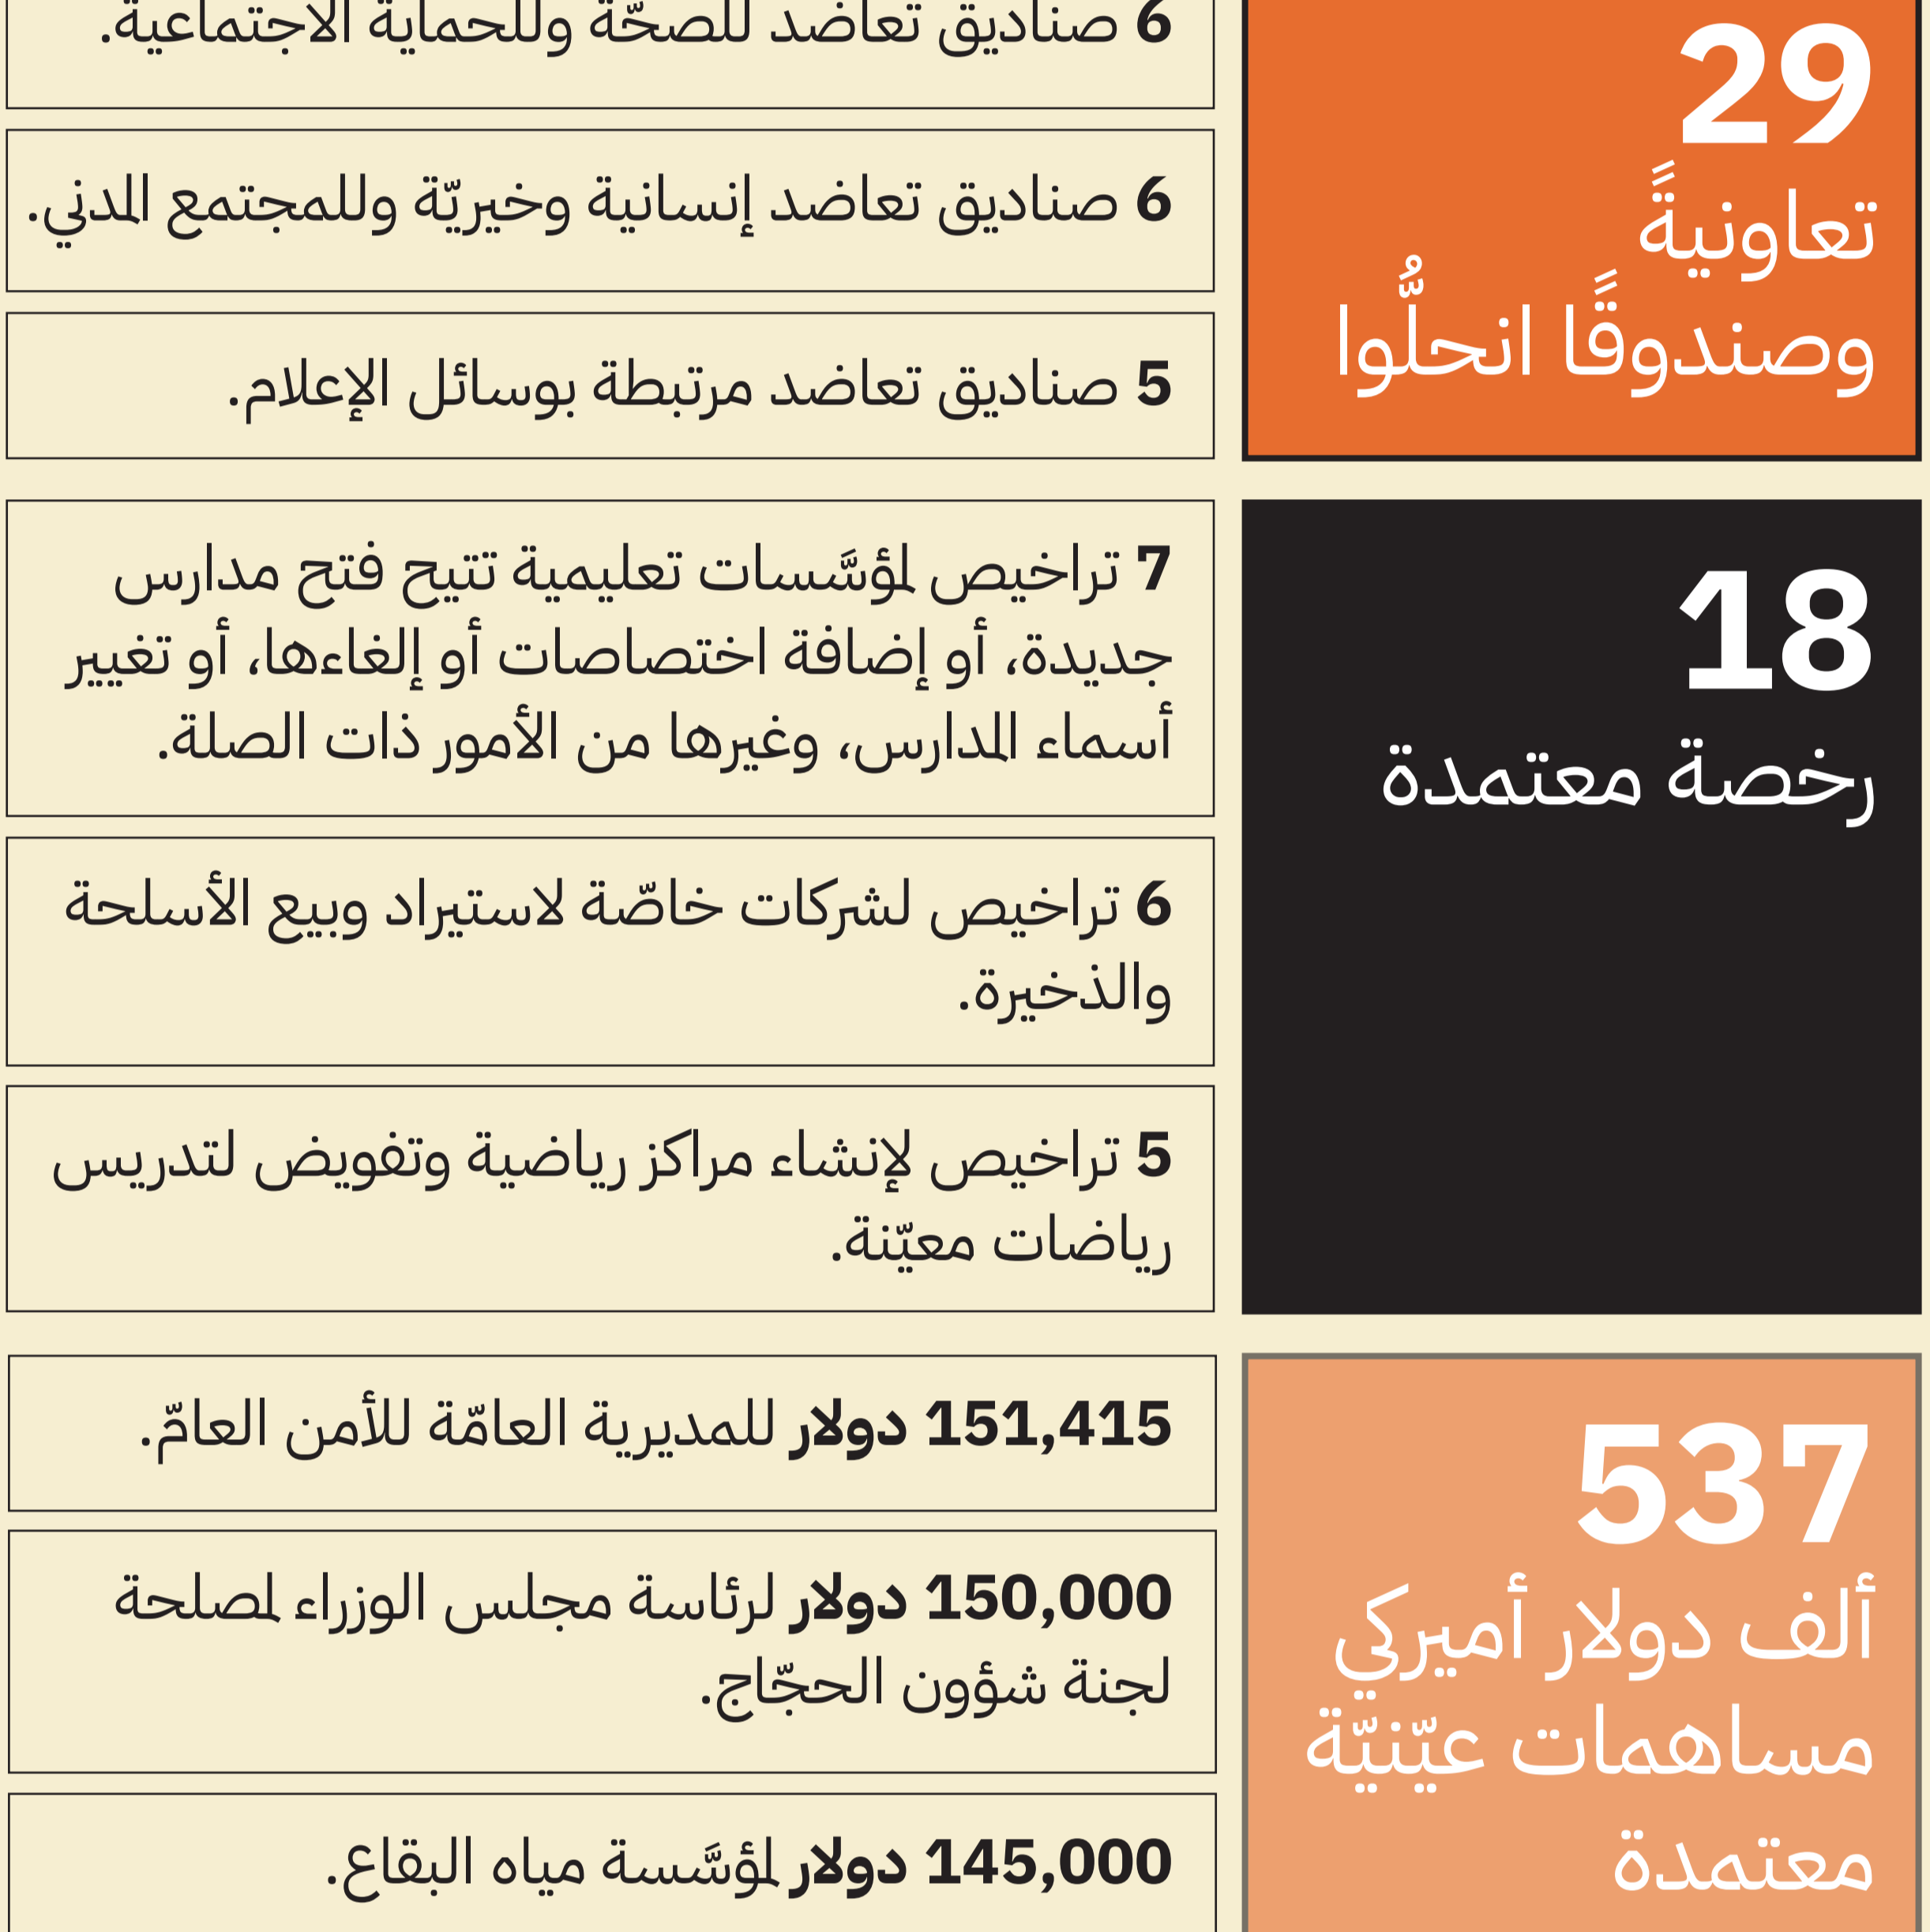 29
تعاونيةً
وصندوقًا انحلُّوا
6 صناديق تعاضد للصحّة وللحماية الاجتماعية.
6 صناديق تعاضد إنسانية وخيريّة وللمجتمع المدني.
5 صناديق تعاضد مرتبطة بوسائل الإعلام.
18
رخصة معتمدة
7 تراخيص لمؤسَّسات تعليمية تتيح فتح مدارس
جديدة، أو إضافة اختصاصات أو إلغاءها، أو تغيير
أسماء المدارس، وغيرها من الأمور ذات الصلة.
6 تراخيص لشركات خاصّة لاستيراد وبيع الأسلحة
والذخيرة.
5 تراخيص لإنشاء مراكز رياضية وتفويض لتدريس
رياضات معيّنة.
537
ألف دولار أميركي
مساهمات عيّنيّة
معتمدة
151,415 دولار للمديرية العامّة للأمن العامّ.
150,000 دولار لرئاسة مجلس الوزراء لمصلحة
لجنة شؤون الحجّاج.
145,000 دولار لمؤسَّسة مياه البقاع.